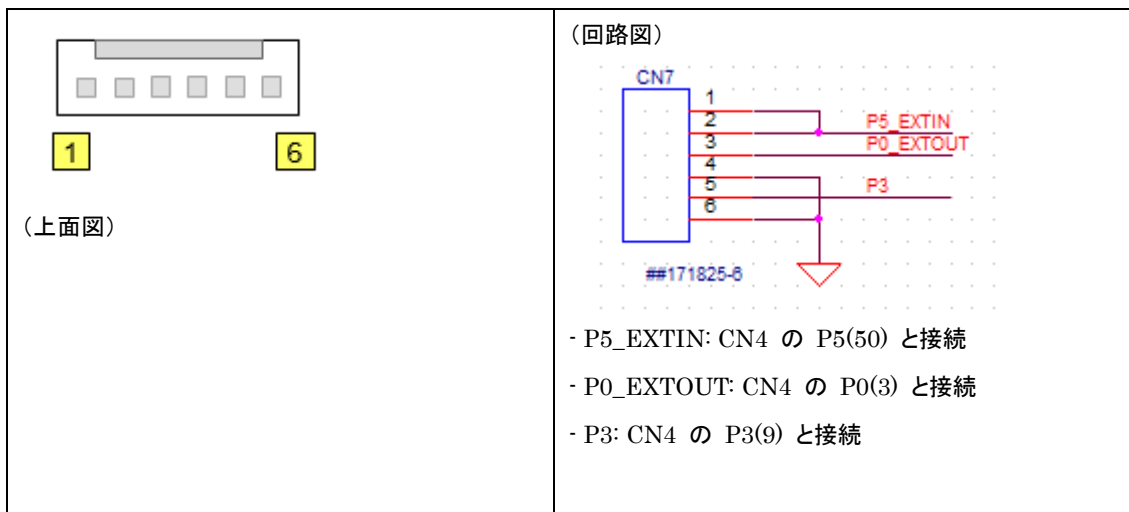 1
6
（上面図）
（回路図）
CN7
1
2
P5_EXTIN
3
P0_EXTOUT
4
5
P3
6
##171825-6
- P5_EXTIN: CN4 の P5(50) と接続
- P0_EXTOUT: CN4 の P0(3) と接続
- P3: CN4 の P3(9) と接続